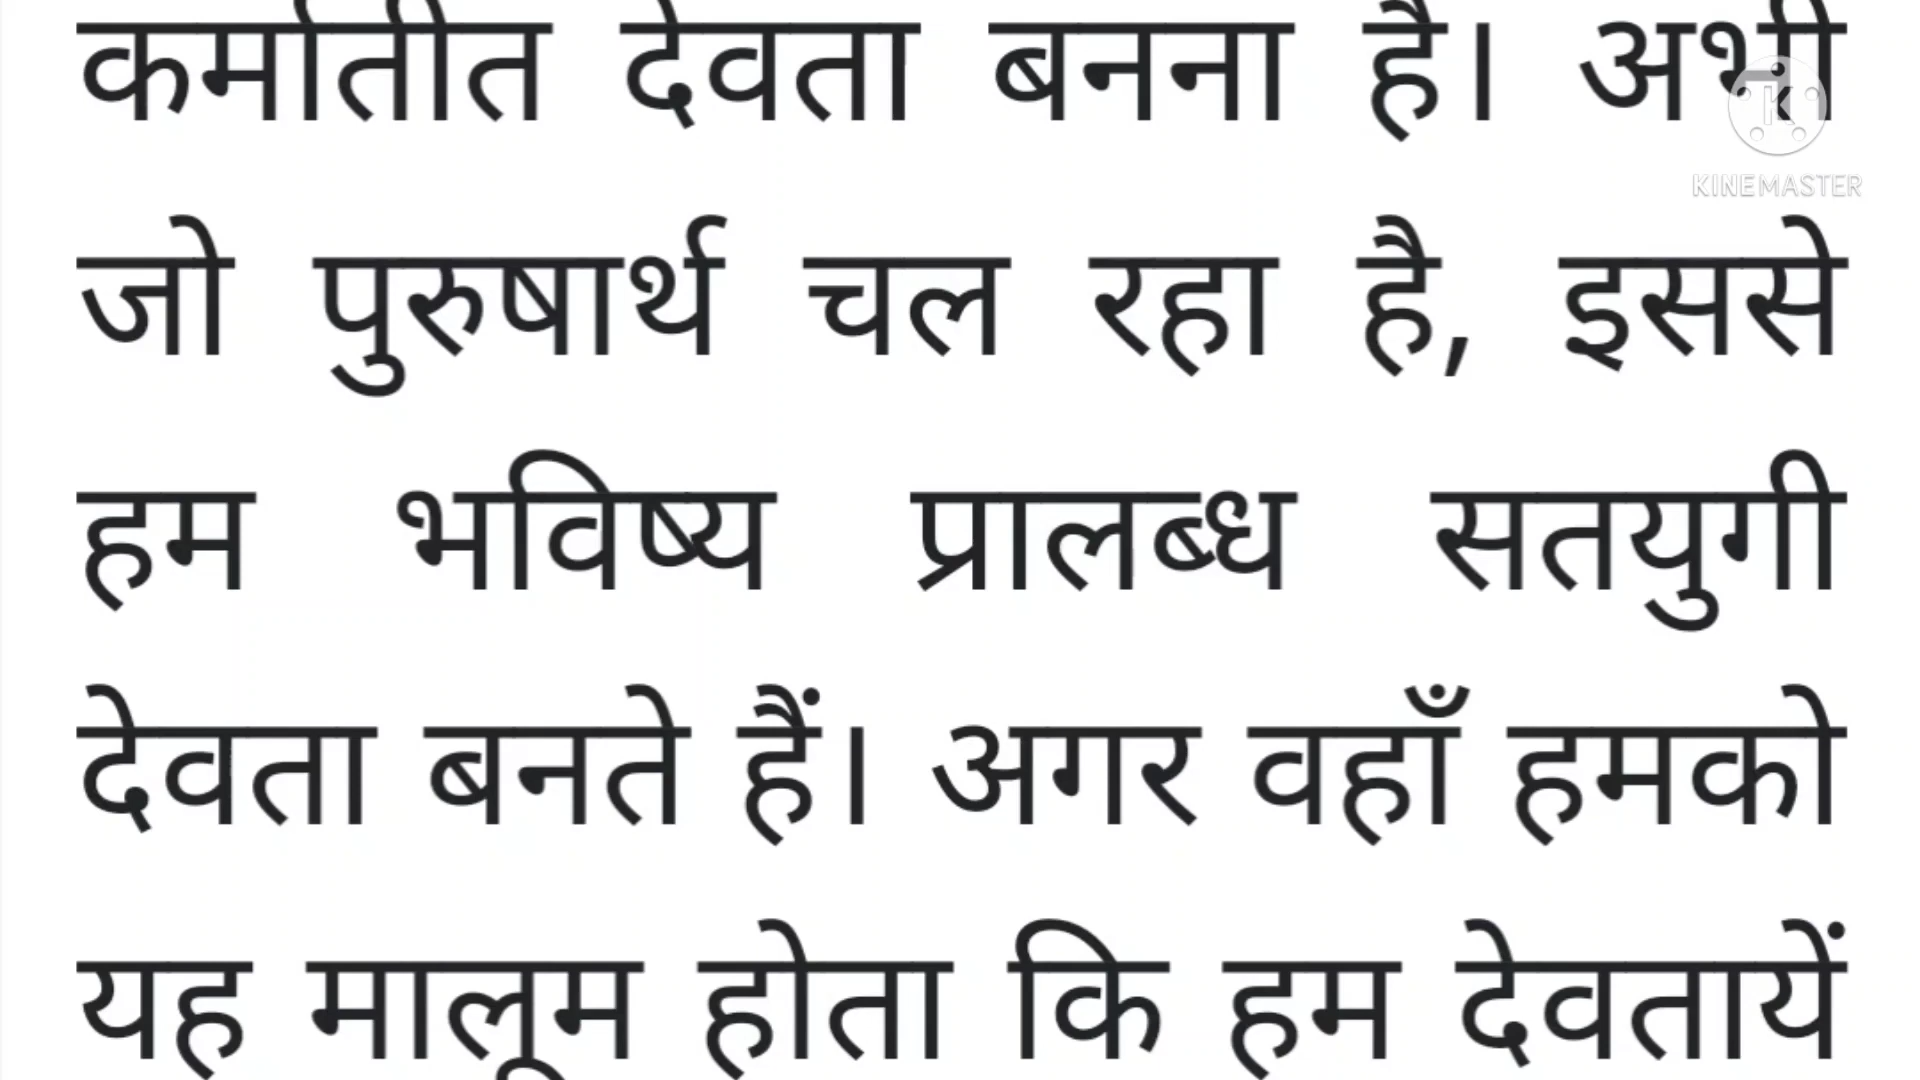 कर्मातीत देवता बनना है। अभी
KINEMASTER
जो पुरुषार्थ चल रहा है, इससे
हम भविष्य प्रालब्ध सतयुगी
देवता बनते हैं। अगर वहाँ हमको
यह मालूम होता कि हम देवतायें